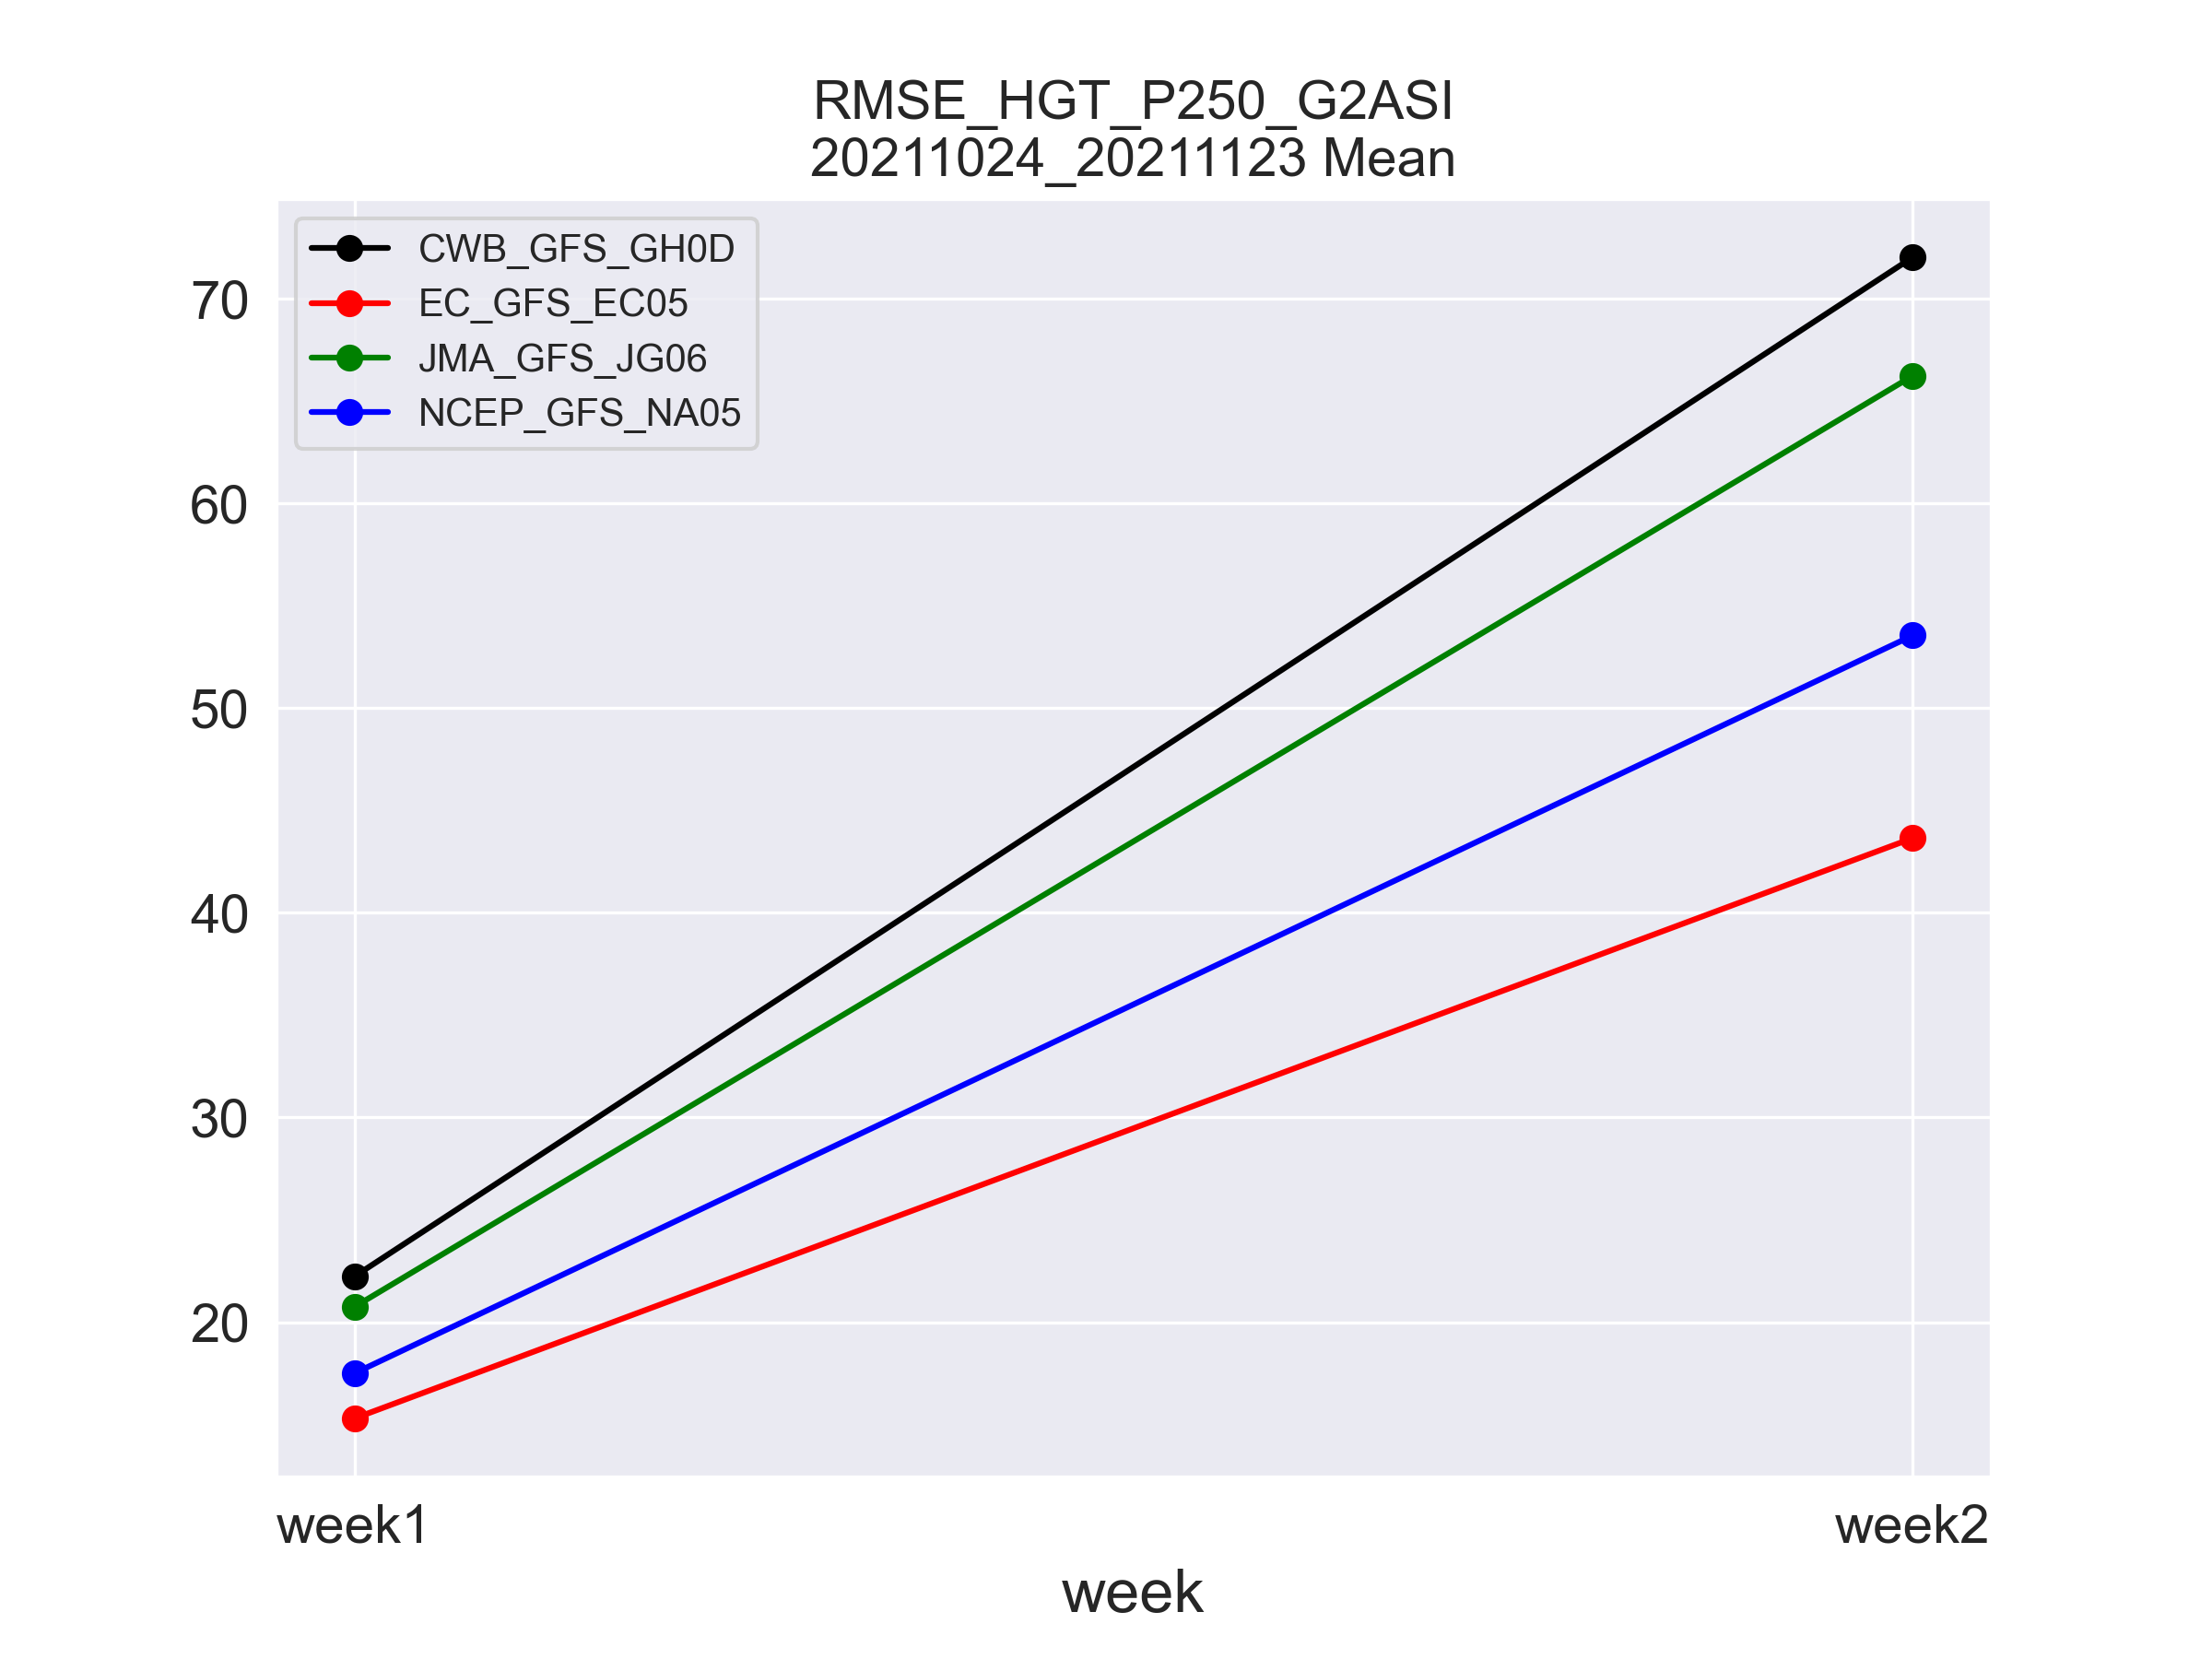 RMSE_HGT_P250_G2ASI
20211024_20211123 Mean
CWB_GFS_GH0D
EC_GFS_EC05
JMA_GFS_JG06
NCEP_GFS_NA05
70
60
50
40
30
20
week1
week2
week